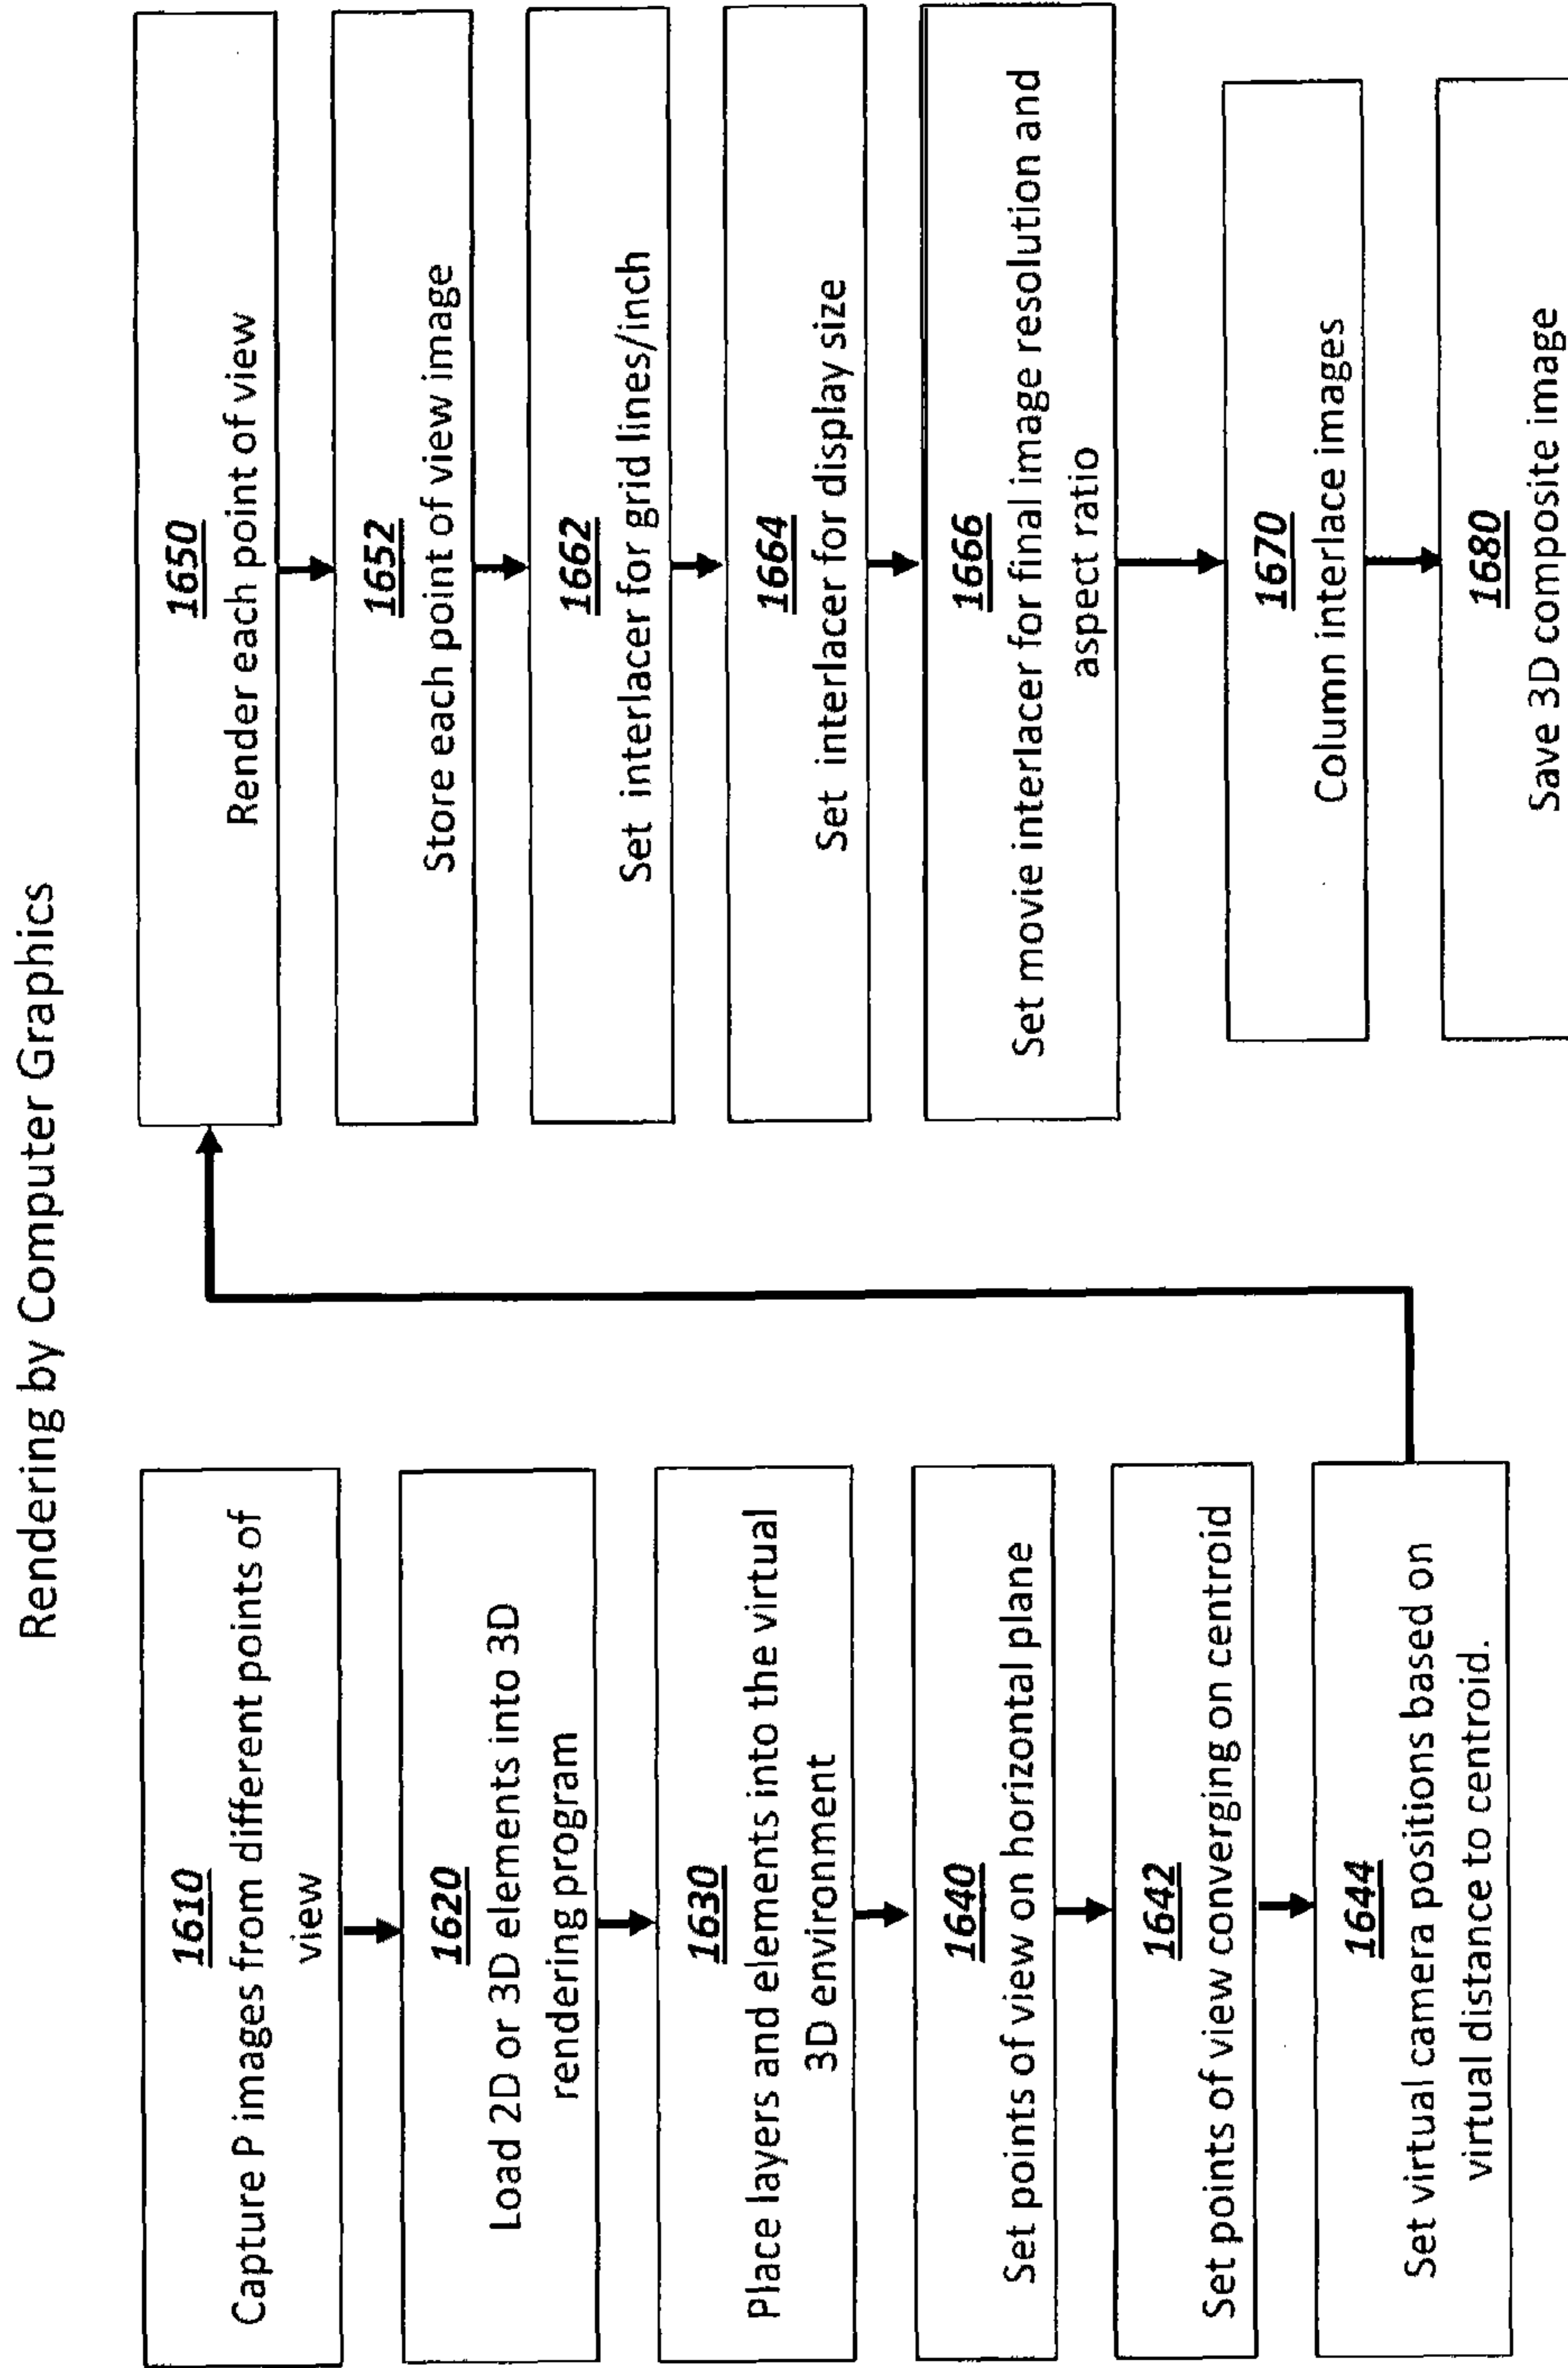 Rendering by Computer Graphics
1610
Capture P images from different points of
view
1620
Load 2D or 3D elements into 3D
rendering program
1630
Place layers and elements into the virtual
3D environment
1640
Set points of view on horizontal plane
1642
Set points of view converging on centroid
1644
Set virtual camera positions based on
virtual distance to centroid.
1650
Render each point of view
1652
Store each point of view image
1662
Set interlacer for grid lines/inch
1664
Set interlacer for display size
1666
Set movie interlacer for final image resolution and
aspect ratio
1670
Column interlace images
1680
Save 3D composite image